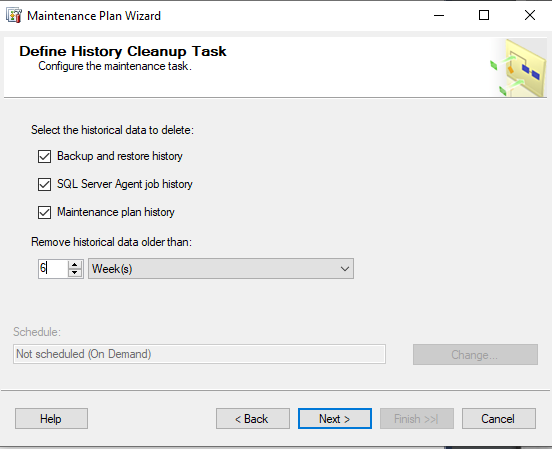 Maintenance Plan Wizard
Define History Cleanup Task
Configure the maintenance task.
Select the historical data to delete:
Backup and restore history
SQL Server Agent job history
Maintenance plan history
Remove historical data older than:
6 Week(s)
Schedule:
Not scheduled (On Demand) Change...
Help < Back Next > Finish >>| Cancel